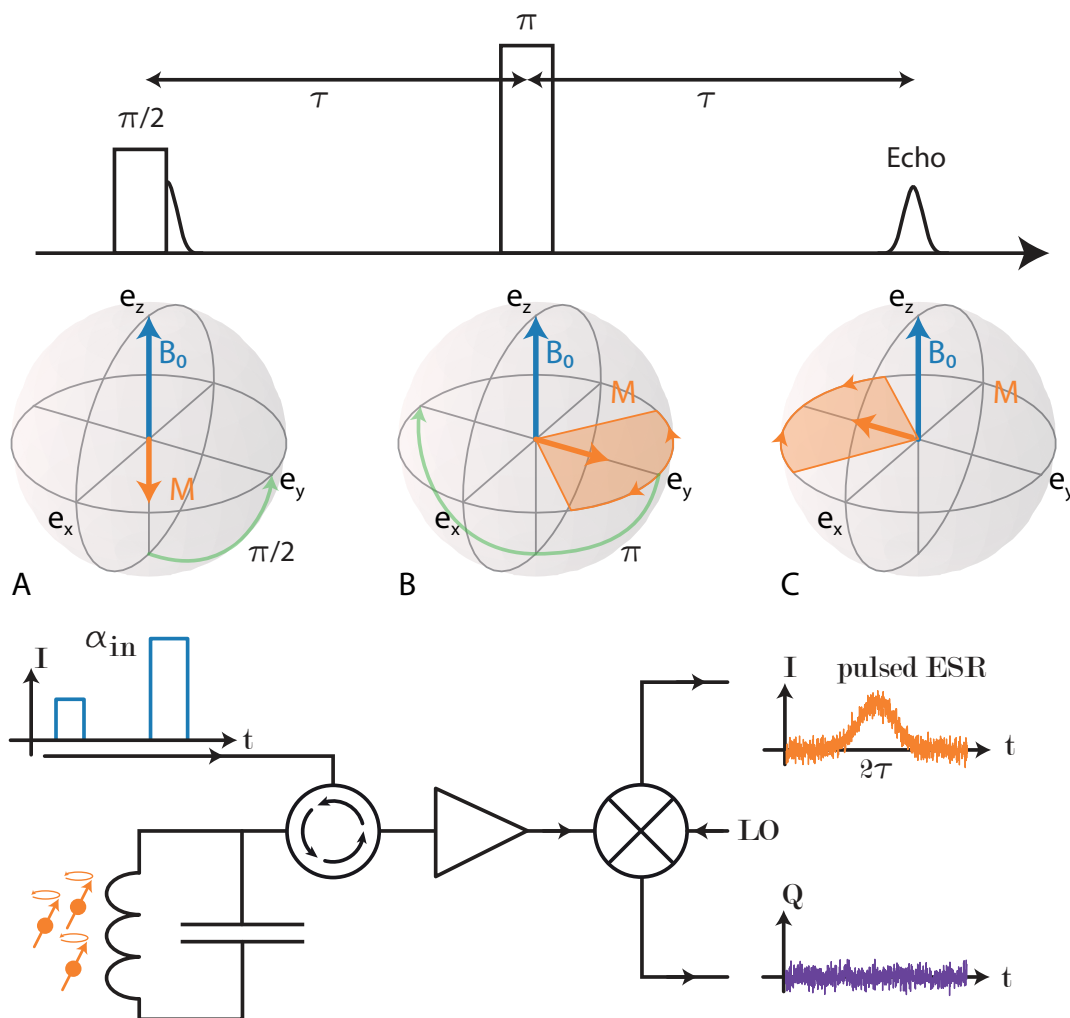 π
τ
τ
π/2
Echo
e_z
B_0
M
e_y
e_x
π/2
A
e_z
B_0
M
e_y
e_x
π
B
e_z
B_0
M
e_y
e_x
C
I
α_in
t
I
pulsed ESR
t
2τ
LO
Q
t